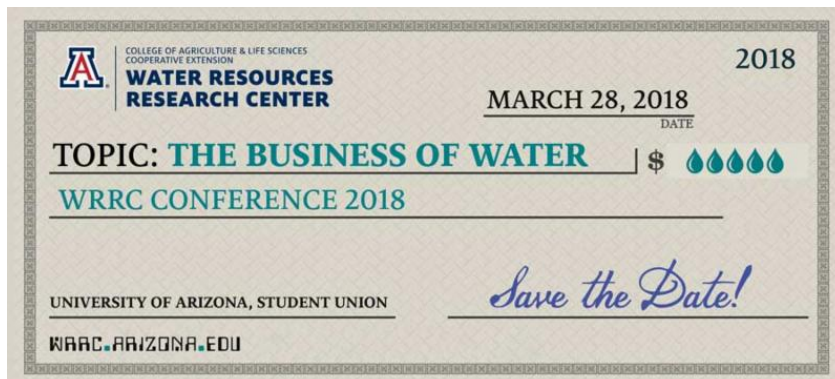 COLLEGE OF AGRICULTURE & LIFE SCIENCES
COOPERATIVE EXTENSION
WATER RESOURCES
RESEARCH CENTER
A
2018
MARCH 28, 2018
DATE
TOPIC: THE BUSINESS OF WATER
$
WRRC CONFERENCE 2018
UNIVERSITY OF ARIZONA, STUDENT UNION
Save the Date!
WRRC.ARIZONA.EDU